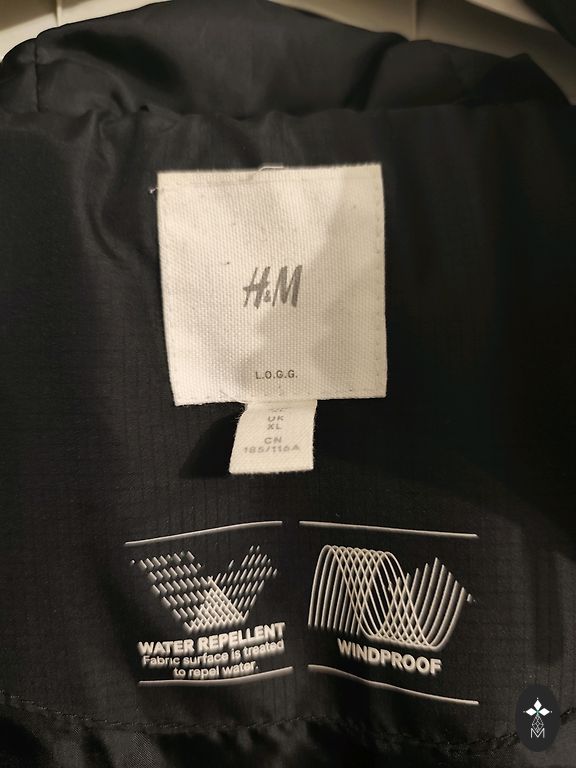 H&M
L.O.G.G.
UK
XL
CN
185/116A
WATER REPELLENT
Fabric surface is treated
to repel water.
WINDPROOF
M